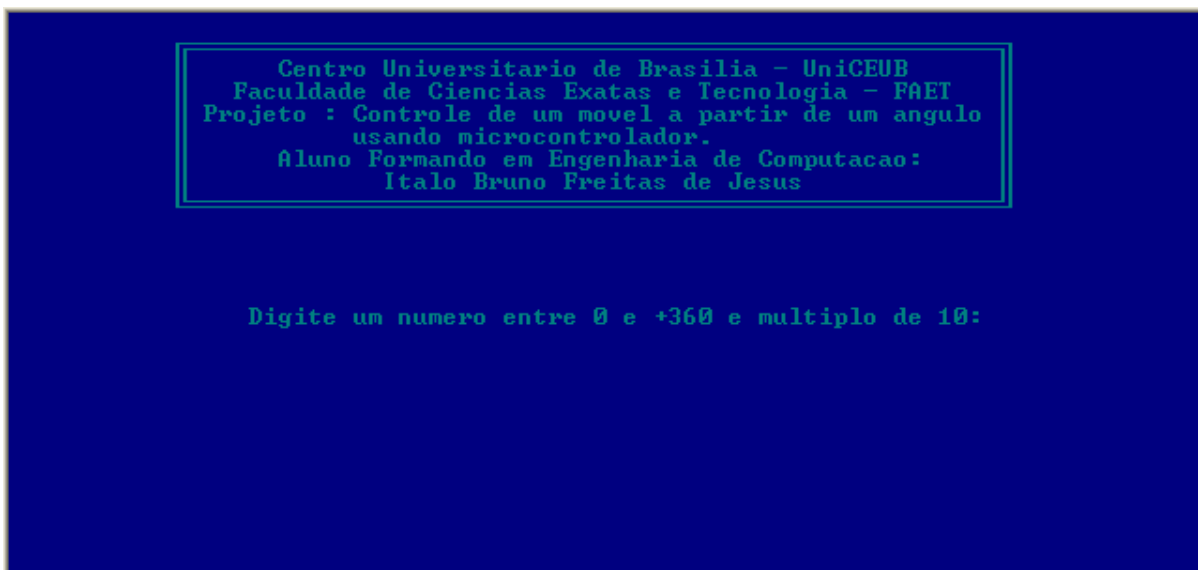 Centro Universitario de Brasilia - UniCEUB
Faculdade de Ciencias Exatas e Tecnologia - FAET
Projeto : Controle de um movel a partir de um angulo
usando microcontrolador.
Aluno Formando em Engenharia de Computacao:
Italo Bruno Freitas de Jesus
Digite um numero entre 0 e +360 e multiplo de 10: